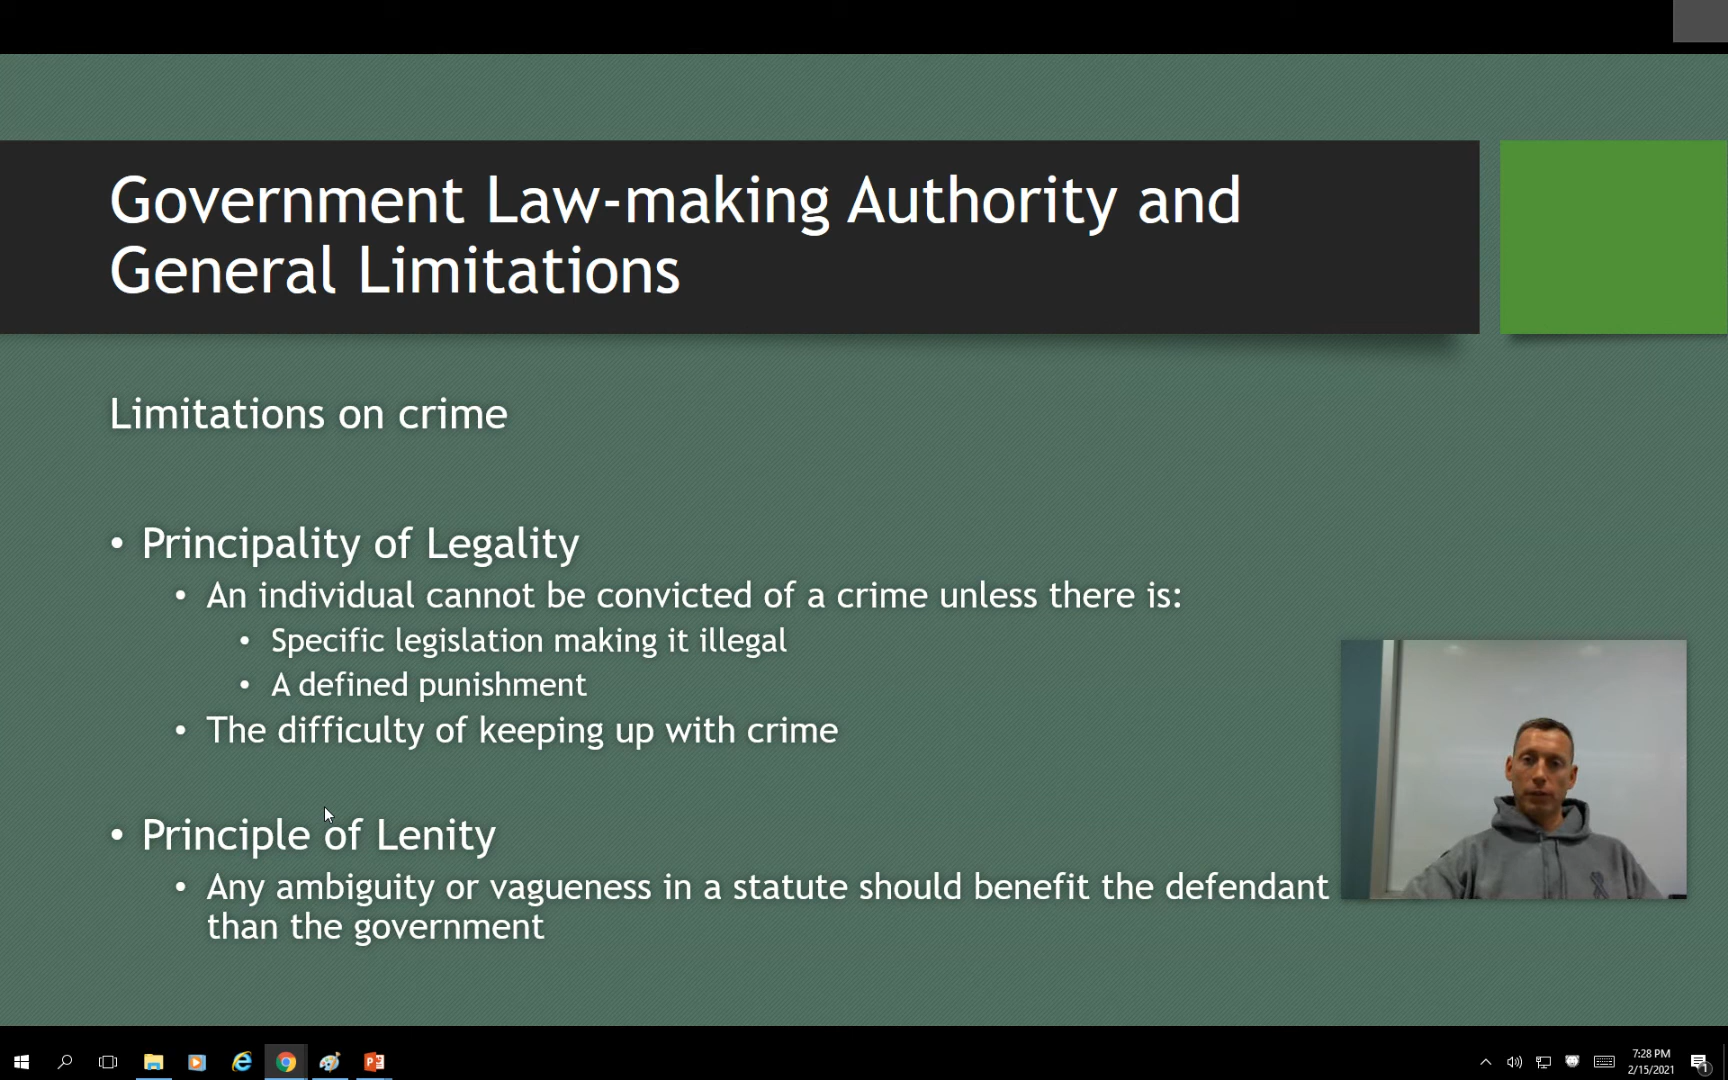 Government Law-making Authority and
General Limitations
Limitations on crime
• Principality of Legality
• An individual cannot be convicted of a crime unless there is:
• Specific legislation making it illegal
• A defined punishment
• The difficulty of keeping up with crime
• Principle of Lenity
• Any ambiguity or vagueness in a statute should benefit the defendant
than the government
7:28 PM
2/15/2021
1